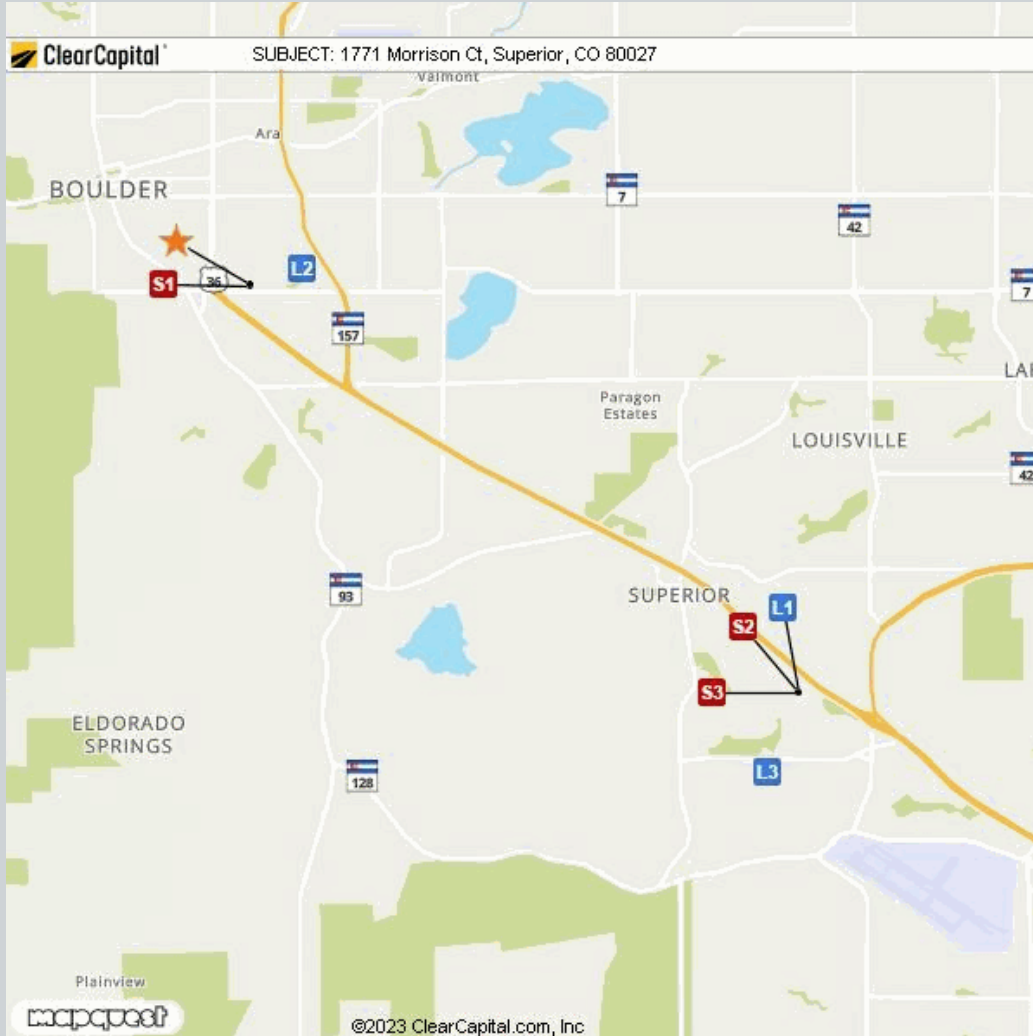 ClearCapital SUBJECT: 1771 Morrison Ct, Superior, CO 80027
Valmont
Ara
BOULDER
7
42
L2
S1
36
7
157
LA
Paragon
Estates
LOUISVILLE
42
93
SUPERIOR
L1
S2
S3
ELDORADO
SPRINGS
L3
128
Plainview
mapquest
©2023 ClearCapital.com, Inc